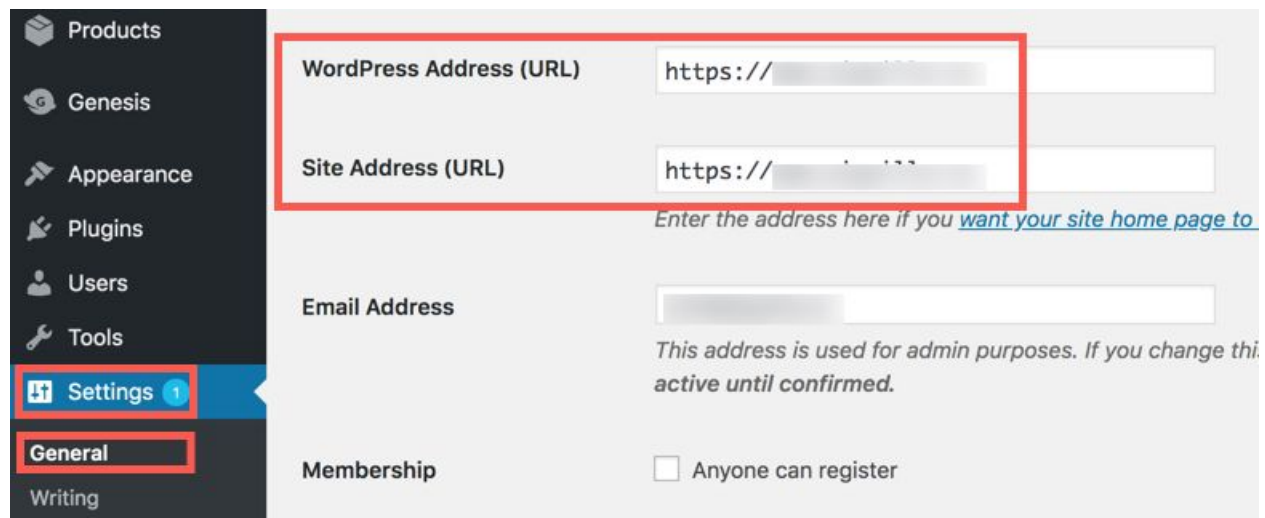 Products
Genesis
Appearance
Plugins
Users
Tools
Settings 1
General
Writing
WordPress Address (URL)
https://
Site Address (URL)
https://
Enter the address here if you want your site home page to
Email Address
This address is used for admin purposes. If you change thi
active until confirmed.
Membership
Anyone can register